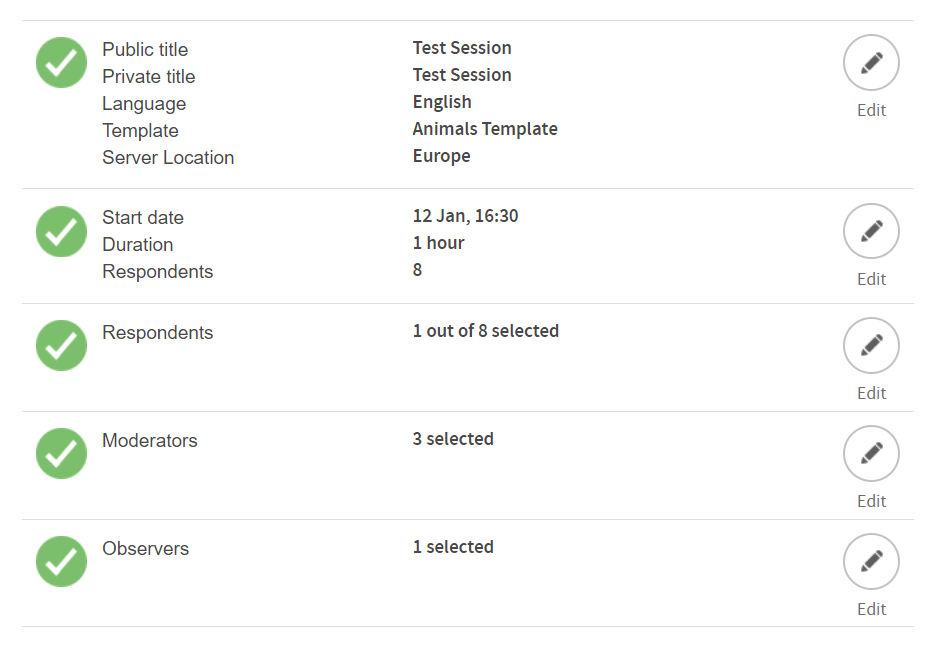 Public title Test Session
Private title Test Session
Language English
Template Animals Template
Server Location Europe
Edit
Start date 12 Jan, 16:30
Duration 1 hour
Respondents 8
Edit
Respondents 1 out of 8 selected
Edit
Moderators 3 selected
Edit
Observers 1 selected
Edit